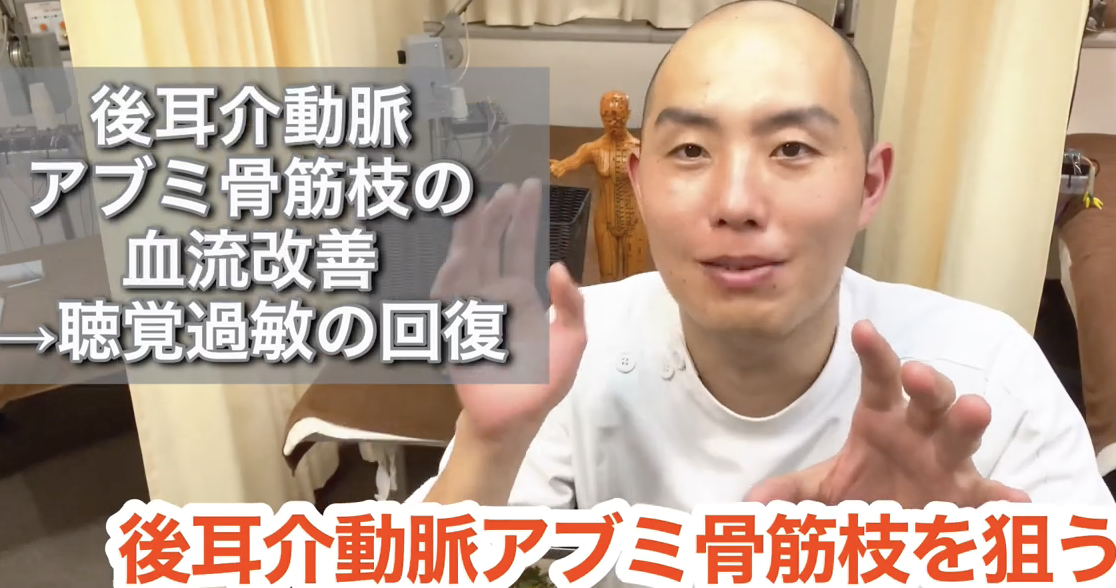 後耳介動脈
アブミ骨筋枝の
血流改善
→聴覚過敏の回復
後耳介動脈アブミ骨筋枝を狙う